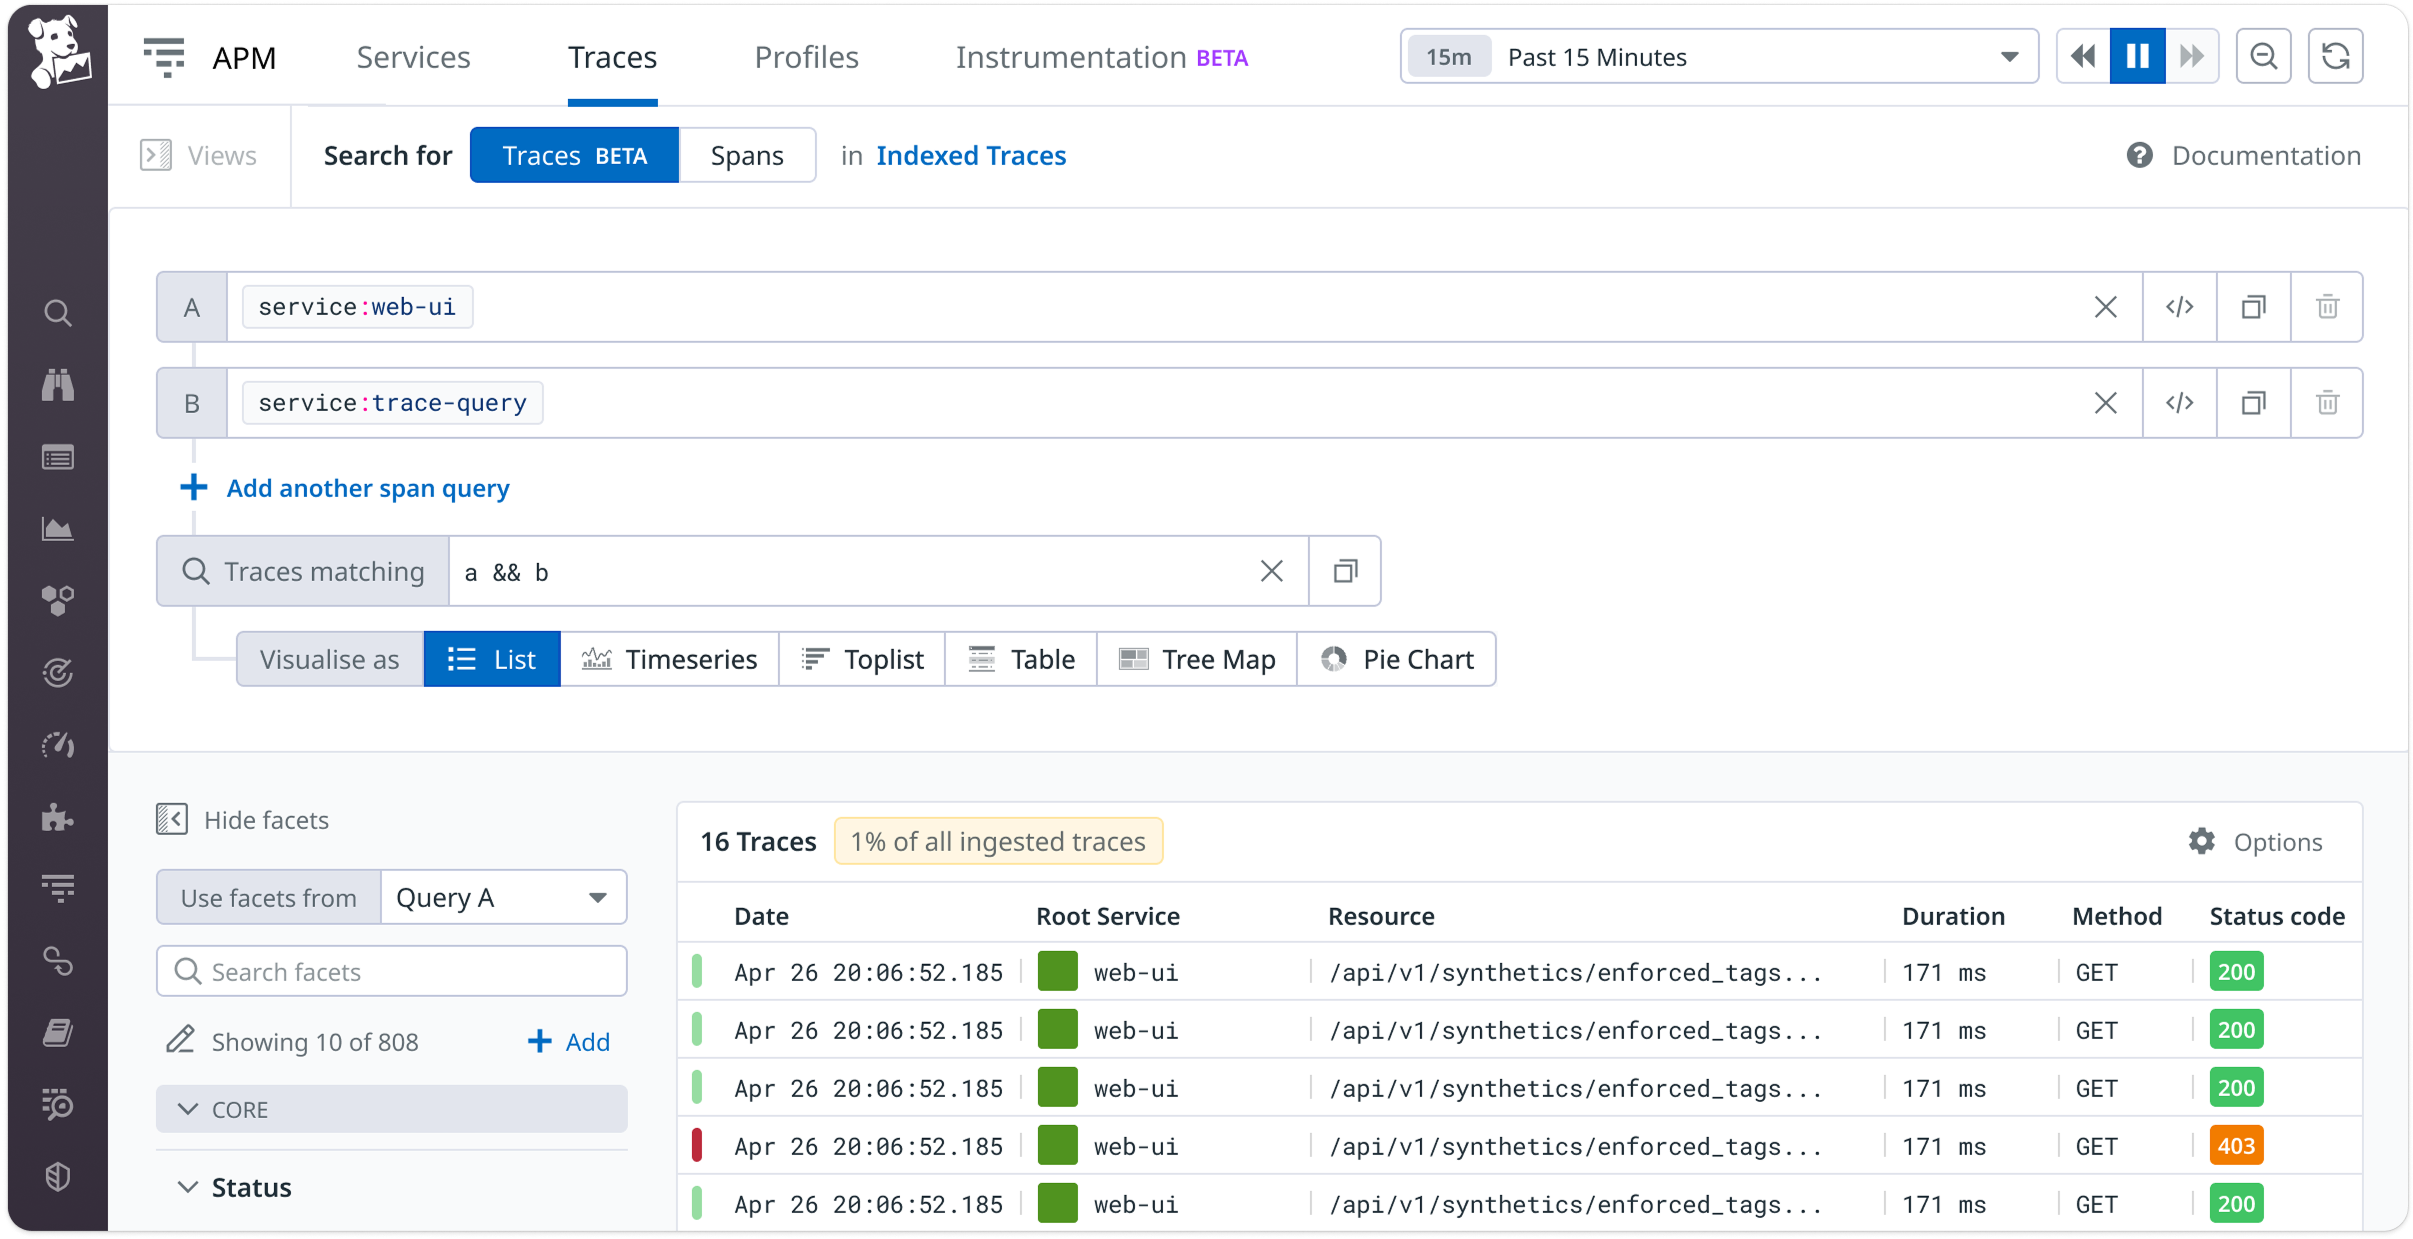 APM Services Traces Profiles Instrumentation BETA 15m Past 15 Minutes
Views Search for Traces BETA Spans in Indexed Traces Documentation
A service:web-ui </>
B service:trace-query </>
Add another span query
Traces matching a && b
Visualise as List Timeseries Toplist Table Tree Map Pie Chart
Hide facets
Use facets from Query A
Search facets
Showing 10 of 808 + Add
CORE
Status
16 Traces 1% of all ingested traces Options
Date Root Service Resource Duration Method Status code
Apr 26 20:06:52.185 web-ui /api/v1/synthetics/enforced_tags... 171 ms GET 200
Apr 26 20:06:52.185 web-ui /api/v1/synthetics/enforced_tags... 171 ms GET 200
Apr 26 20:06:52.185 web-ui /api/v1/synthetics/enforced_tags... 171 ms GET 200
Apr 26 20:06:52.185 web-ui /api/v1/synthetics/enforced_tags... 171 ms GET 403
Apr 26 20:06:52.185 web-ui /api/v1/synthetics/enforced_tags... 171 ms GET 200